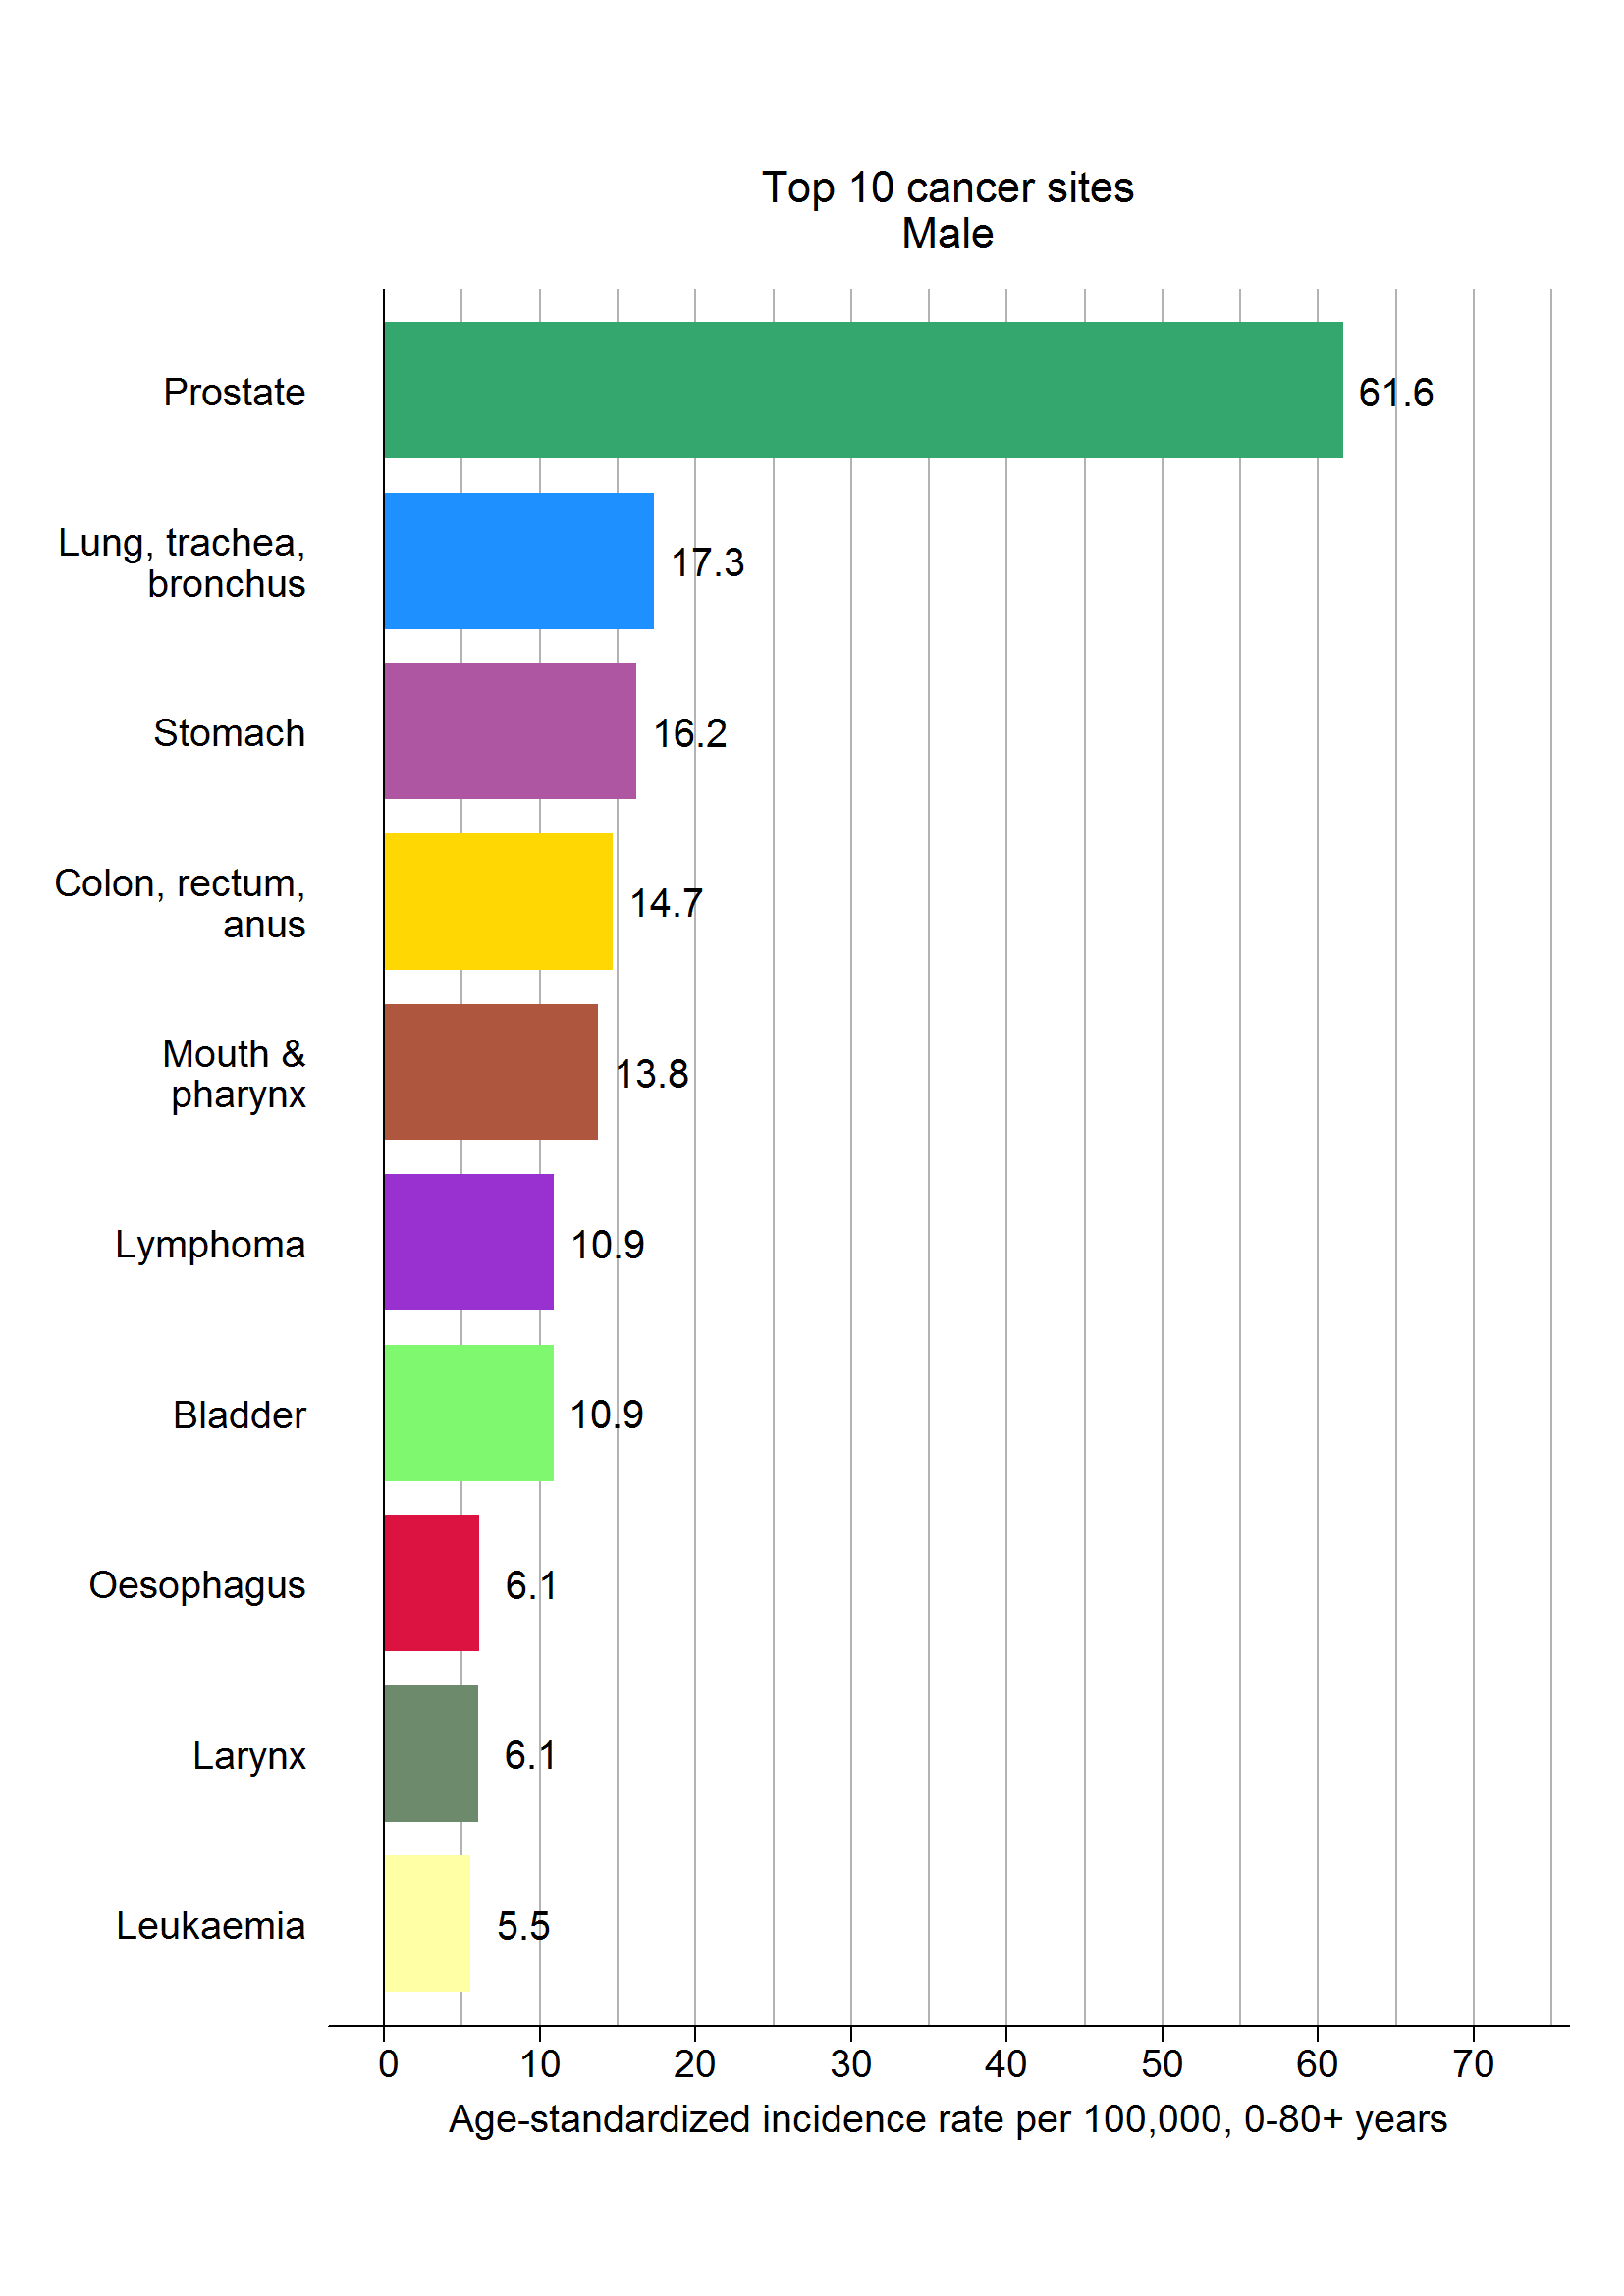 Top 10 cancer sites
Male
Prostate
61.6
Lung, trachea,
bronchus
17.3
Stomach
16.2
Colon, rectum,
anus
14.7
Mouth &
pharynx
13.8
Lymphoma
10.9
Bladder
10.9
Oesophagus
6.1
Larynx
6.1
Leukaemia
5.5
0 10 20 30 40 50 60 70
Age-standardized incidence rate per 100,000, 0-80+ years